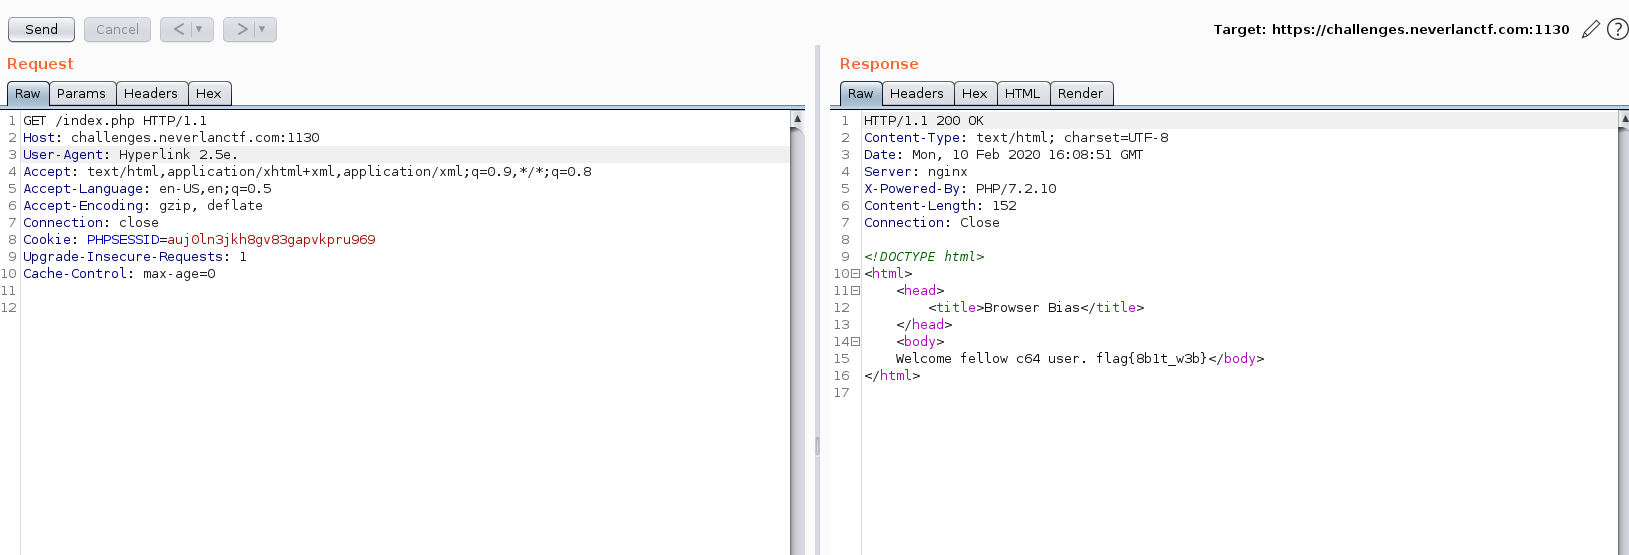 Send Cancel < ▼ > ▼ Target: https://challenges.neverlanctf.com:1130 ?
Request
Raw Params Headers Hex
1 GET /index.php HTTP/1.1
2 Host: challenges.neverlanctf.com:1130
3 User-Agent: Hyperlink 2.5e.
4 Accept: text/html,application/xhtml+xml,application/xml;q=0.9,*/*;q=0.8
5 Accept-Language: en-US,en;q=0.5
6 Accept-Encoding: gzip, deflate
7 Connection: close
8 Cookie: PHPSESSID=auj0ln3jkh8gv83gapvkpru969
9 Upgrade-Insecure-Requests: 1
10 Cache-Control: max-age=0
11
12
Response
Raw Headers Hex HTML Render
1 HTTP/1.1 200 OK
2 Content-Type: text/html; charset=UTF-8
3 Date: Mon, 10 Feb 2020 16:08:51 GMT
4 Server: nginx
5 X-Powered-By: PHP/7.2.10
6 Content-Length: 152
7 Connection: Close
8
9 <!DOCTYPE html>
10 <html>
11 <head>
12 <title>Browser Bias</title>
13 </head>
14 <body>
15 Welcome fellow c64 user. flag{8b1t_w3b}</body>
16 </html>
17